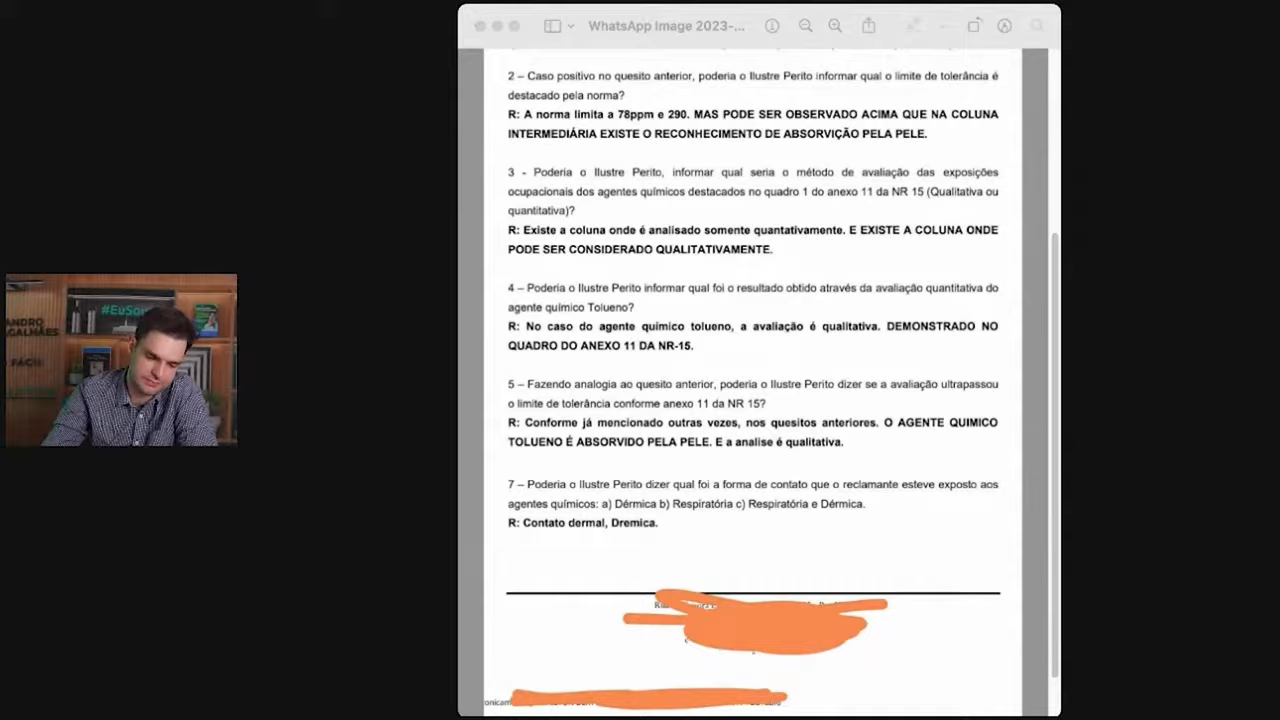 WhatsApp Image 2023-...
2 – Caso positivo no quesito anterior, poderia o Ilustre Perito informar qual o limite de tolerância é
destacado pela norma?
R: A norma limita a 78ppm e 290. MAS PODE SER OBSERVADO ACIMA QUE NA COLUNA
INTERMEDIÁRIA EXISTE O RECONHECIMENTO DE ABSORVIÇÃO PELA PELE.
3 - Poderia o Ilustre Perito, informar qual seria o método de avaliação das exposições
ocupacionais dos agentes químicos destacados no quadro 1 do anexo 11 da NR 15 (Qualitativa ou
quantitativa)?
R: Existe a coluna onde é analisado somente quantativamente. E EXISTE A COLUNA ONDE
PODE SER CONSIDERADO QUALITATIVAMENTE.
4 – Poderia o Ilustre Perito informar qual foi o resultado obtido através da avaliação quantitativa do
agente químico Tolueno?
R: No caso do agente químico tolueno, a avaliação é qualitativa. DEMONSTRADO NO
QUADRO DO ANEXO 11 DA NR-15.
5 – Fazendo analogia ao quesito anterior, poderia o Ilustre Perito dizer se a avaliação ultrapassou
o limite de tolerância conforme anexo 11 da NR 15?
R: Conforme já mencionado outras vezes, nos quesitos anteriores. O AGENTE QUIMICO
TOLUENO É ABSORVIDO PELA PELE. E a analise é qualitativa.
7 – Poderia o Ilustre Perito dizer qual foi a forma de contato que o reclamante esteve exposto aos
agentes químicos: a) Dérmica b) Respiratória c) Respiratória e Dérmica.
R: Contato dermal, Dremica.
#EuSo
ANDRO
AGALHÃES
FÁCIL